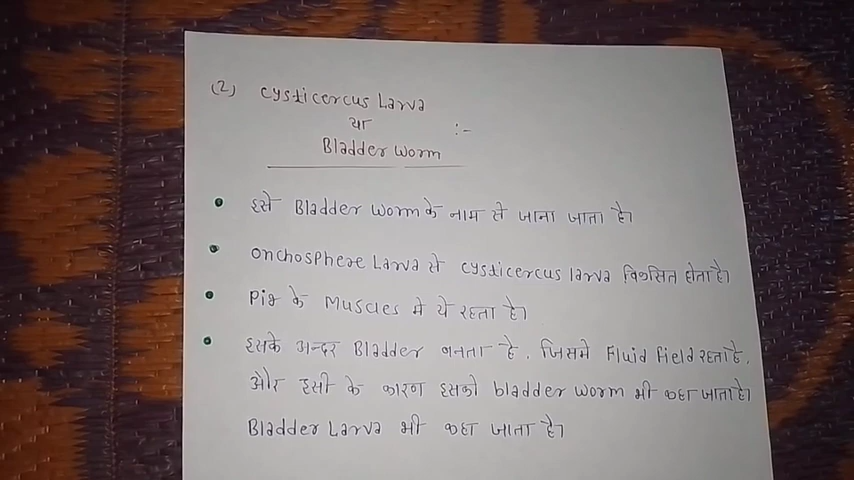 (2) Cysticercus Larva
या :-
Bladder Worm
इसे Bladder Worm के नाम से जाना जाता है।
Onchosphere Larva से Cysticercus larva विकसित होता है।
Pig के Muscles मे ये रहता है।
इसके अन्दर Bladder बनता है, जिसमे Fluid Field रहता है,
और इसी के कारण इसको bladder worm भी कहा जाता है।
Bladder Larva भी कहा जाता है।